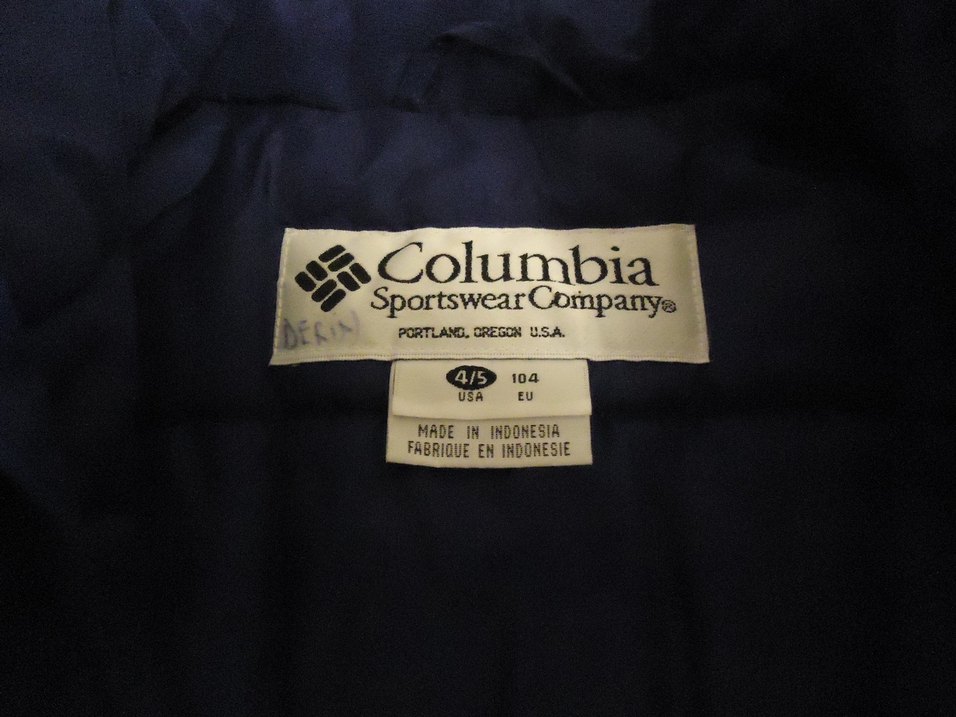 Columbia
Sportswear Company®
DERIN
PORTLAND, OREGON U.S.A.
4/5 104
USA EU
MADE IN INDONESIA
FABRIQUE EN INDONESIE